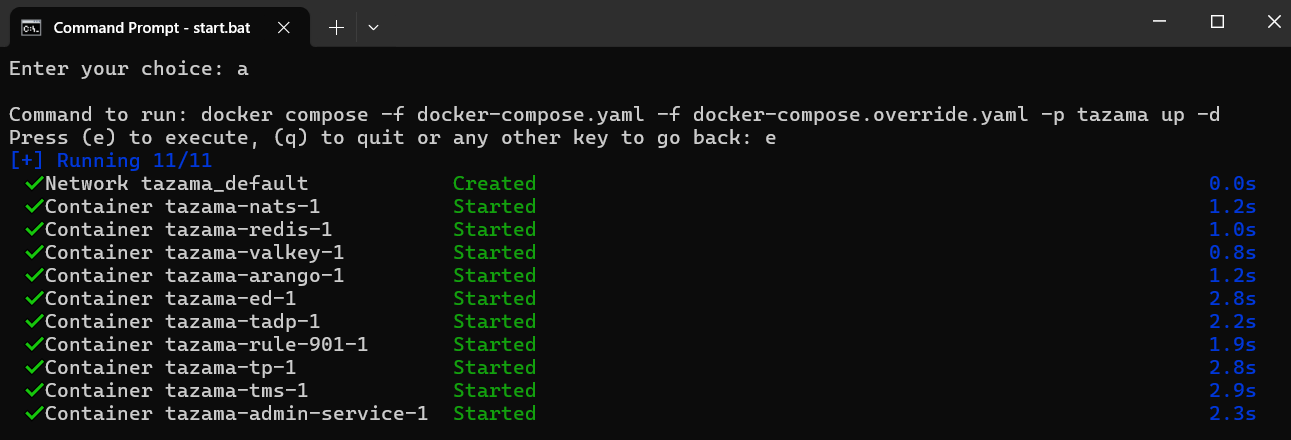 Command Prompt - start.bat
Enter your choice: a
Command to run: docker compose -f docker-compose.yaml -f docker-compose.override.yaml -p tazama up -d
Press (e) to execute, (q) to quit or any other key to go back: e
[+] Running 11/11
✓Network tazama_default Created 0.0s
✓Container tazama-nats-1 Started 1.2s
✓Container tazama-redis-1 Started 1.0s
✓Container tazama-valkey-1 Started 0.8s
✓Container tazama-arango-1 Started 1.2s
✓Container tazama-ed-1 Started 2.8s
✓Container tazama-tadp-1 Started 2.2s
✓Container tazama-rule-901-1 Started 1.9s
✓Container tazama-tp-1 Started 2.8s
✓Container tazama-tms-1 Started 2.9s
✓Container tazama-admin-service-1 Started 2.3s